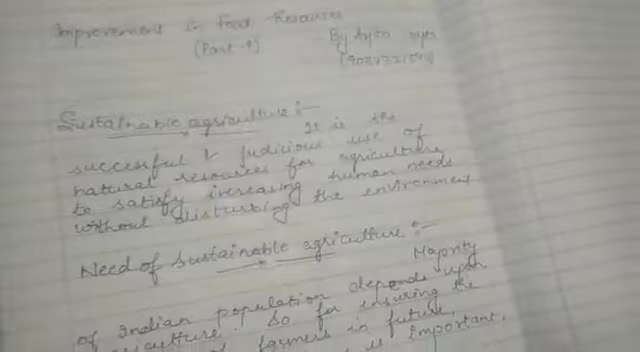 Improvement in Food Resources
(Part-1)
By
Sustainable agriculture :-
It is the
successful & judicious use of
natural resources for agriculture
to satisfy increasing human needs
without disturbing the environment
Need of sustainable agriculture :-
Majority
of Indian population depends upon
agriculture. So for ensuring the
farmers in future,
is important,